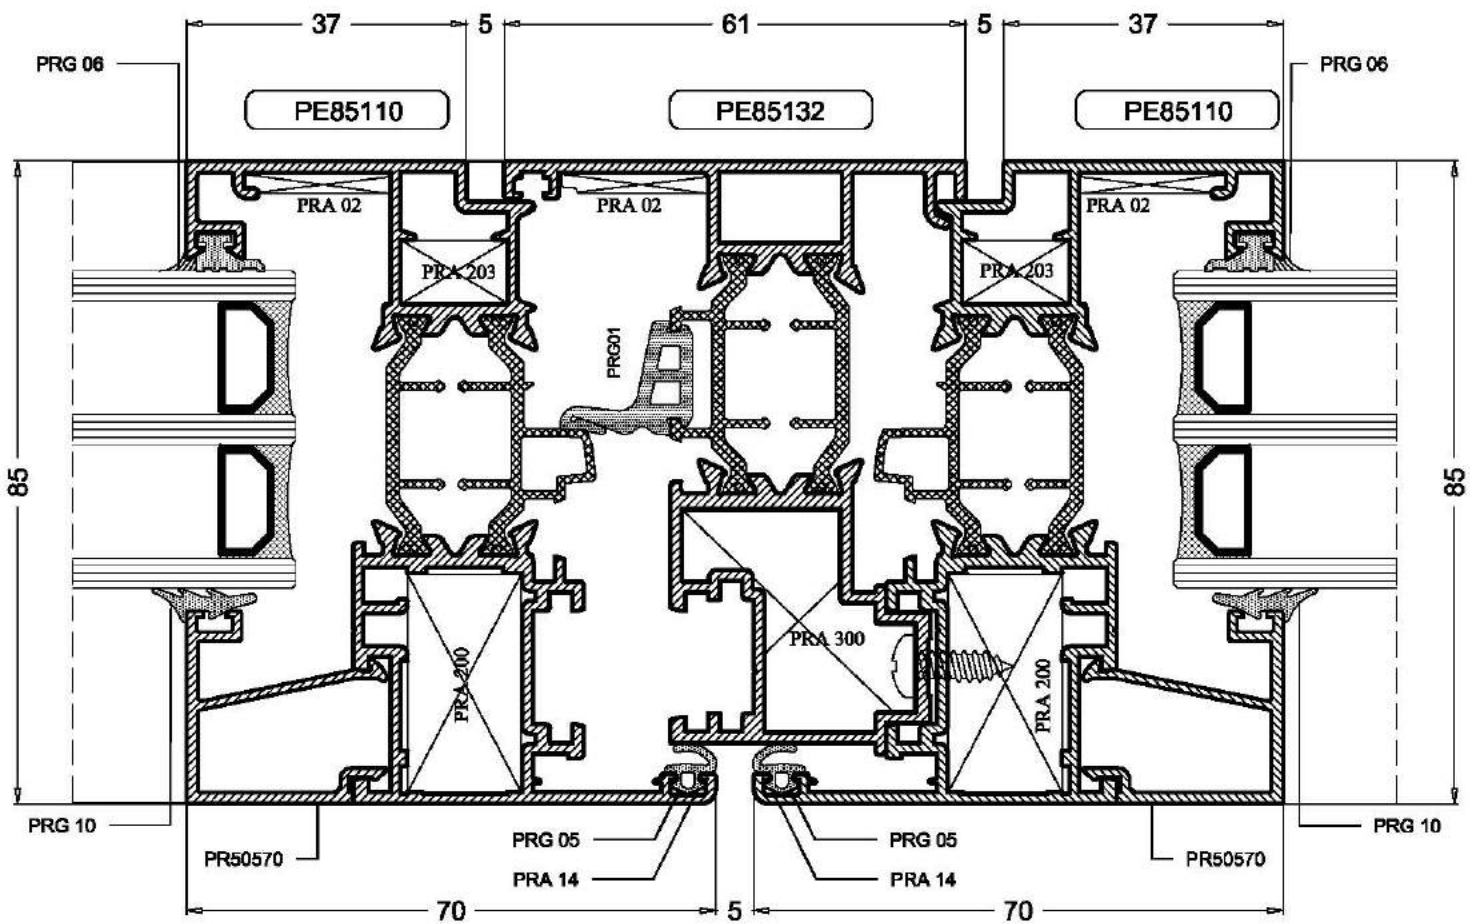 37 5 61 5 37
PRG 06 PRG 06
PE85110 PE85132 PE85110
PRA 02 PRA 02 PRA 02
PRA 203 PRA 203
PRG01
85 85
PRA 300
PRA 200 PRA 200
PRG 10 PRG 05 PRG 05 PRG 10
PR50570 PR50570
PRA 14 PRA 14
70 5 70